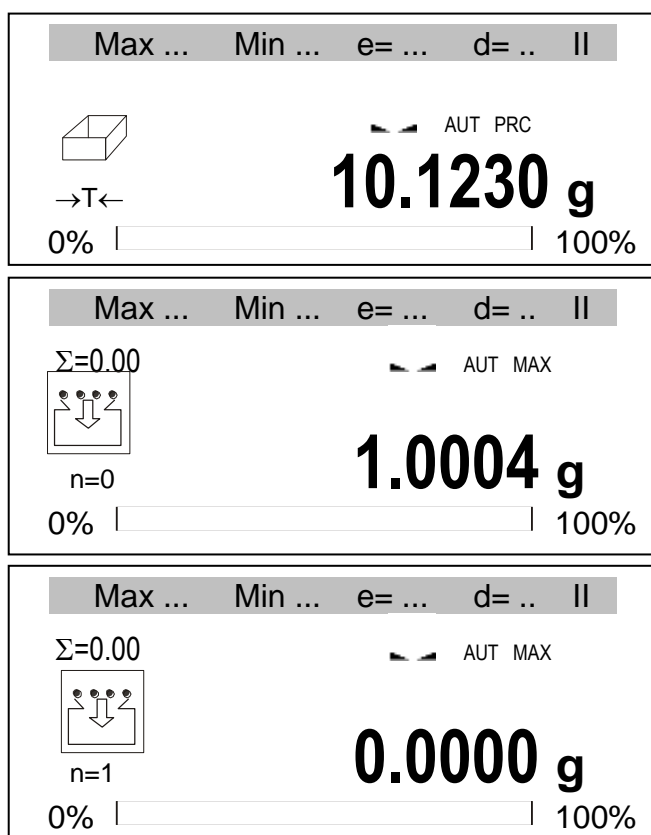 Max ... Min ... e= ... d= .. II
AUT PRC
10.1230 g
→T←
0% 100%
Max ... Min ... e= ... d= .. II
Σ=0.00 AUT MAX
1.0004 g
n=0
0% 100%
Max ... Min ... e= ... d= .. II
Σ=0.00 AUT MAX
0.0000 g
n=1
0% 100%